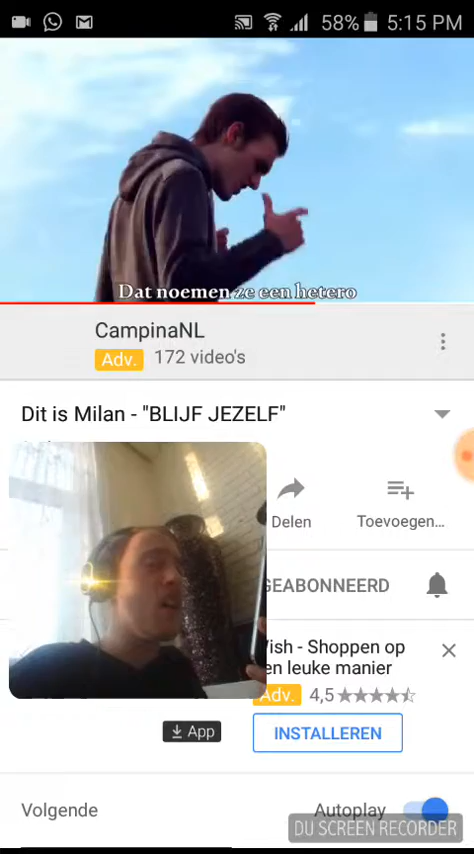 58% 5:15 PM
Dat noemen ze een hetero
CampinaNL
Adv. 172 video's
Dit is Milan - "BLIJF JEZELF"
Delen
Toevoegen...
GEABONNEERD
Wish - Shoppen op
een leuke manier
Adv. 4,5
App
INSTALLEREN
Volgende
Autoplay
DU SCREEN RECORDER